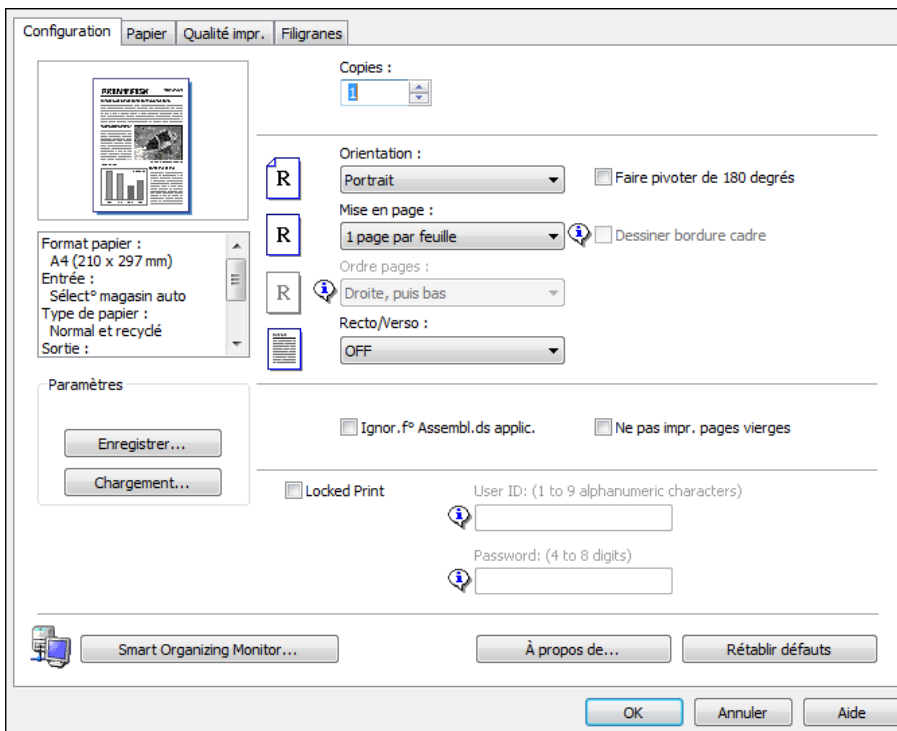 Configuration
Papier
Qualité impr.
Filigranes
PRINTFISH
Copies :
1
Orientation :
R
Portrait
Faire pivoter de 180 degrés
Mise en page :
R
1 page par feuille
Dessiner bordure cadre
Format papier :
A4 (210 x 297 mm)
Entrée :
Sélect° magasin auto
Type de papier :
Normal et recyclé
Sortie :
Ordre pages :
R
Droite, puis bas
Recto/Verso :
OFF
Paramètres
Enregistrer...
Chargement...
Ignor.f° Assembl.ds applic.
Ne pas impr. pages vierges
Locked Print
User ID: (1 to 9 alphanumeric characters)
Password: (4 to 8 digits)
Smart Organizing Monitor...
À propos de...
Rétablir défauts
OK
Annuler
Aide